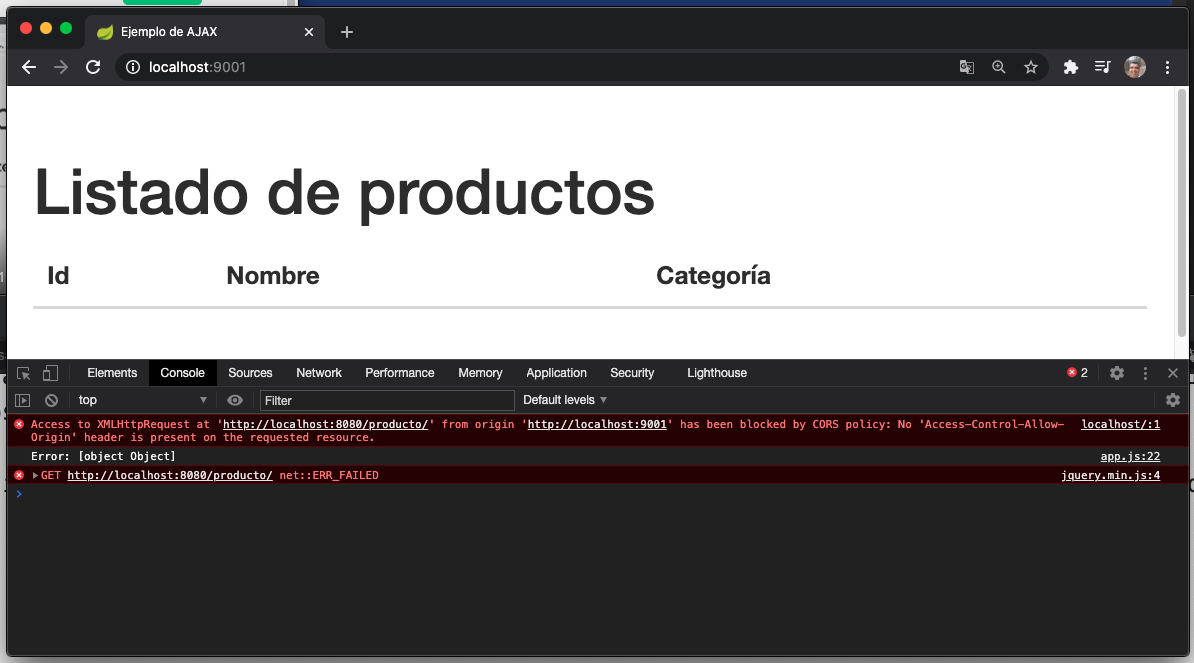 Ejemplo de AJAX
localhost:9001
Listado de productos
Id Nombre Categoría
Elements Console Sources Network Performance Memory Application Security Lighthouse 2
top Filter Default levels
Access to XMLHttpRequest at 'http://localhost:8080/producto/' from origin 'http://localhost:9001' has been blocked by CORS policy: No 'Access-Control-Allow- localhost/:1
Origin' header is present on the requested resource.
Error: [object Object] app.js:22
GET http://localhost:8080/producto/ net::ERR_FAILED jquery.min.js:4